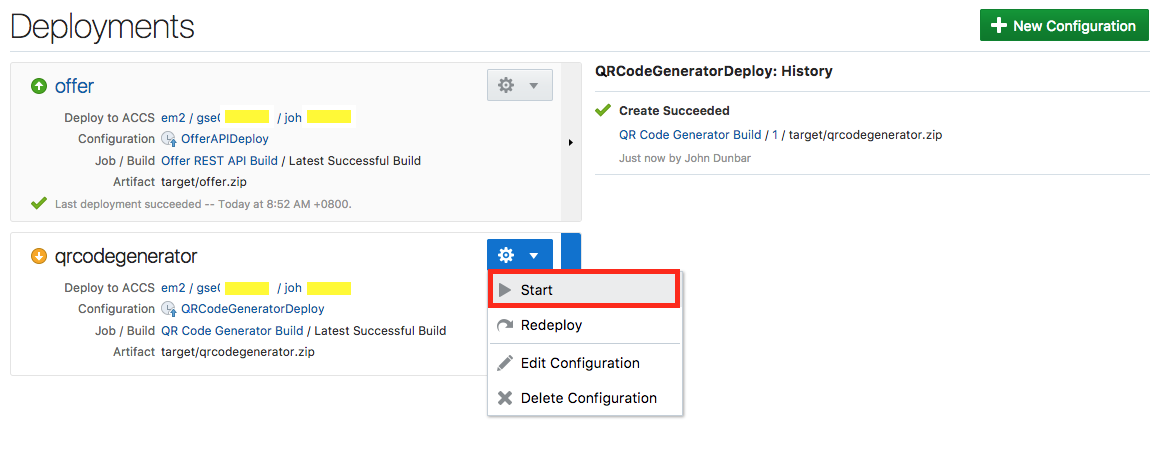 Deployments
New Configuration
offer
Deploy to ACCS em2 / gse / joh
Configuration OfferAPIDeploy
Job / Build Offer REST API Build / Latest Successful Build
Artifact target/offer.zip
Last deployment succeeded -- Today at 8:52 AM +0800.
qrcodegenerator
Deploy to ACCS em2 / gse / joh
Configuration QRCodeGeneratorDeploy
Job / Build QR Code Generator Build / Latest Successful Build
Artifact target/qrcodegenerator.zip
Start
Redeploy
Edit Configuration
Delete Configuration
QRCodeGeneratorDeploy: History
Create Succeeded
QR Code Generator Build / 1 / target/qrcodegenerator.zip
Just now by John Dunbar